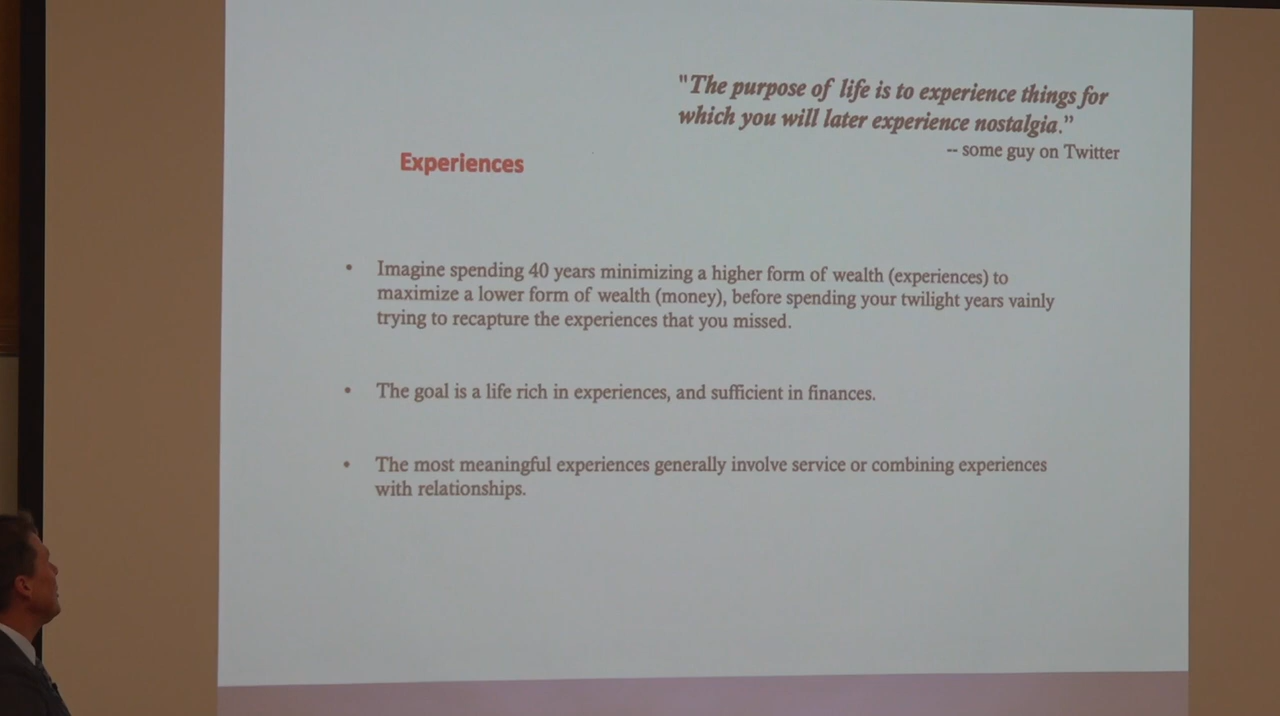 "The purpose of life is to experience things for
which you will later experience nostalgia.”
-- some guy on Twitter
Experiences
• Imagine spending 40 years minimizing a higher form of wealth (experiences) to
maximize a lower form of wealth (money), before spending your twilight years vainly
trying to recapture the experiences that you missed.
• The goal is a life rich in experiences, and sufficient in finances.
• The most meaningful experiences generally involve service or combining experiences
with relationships.